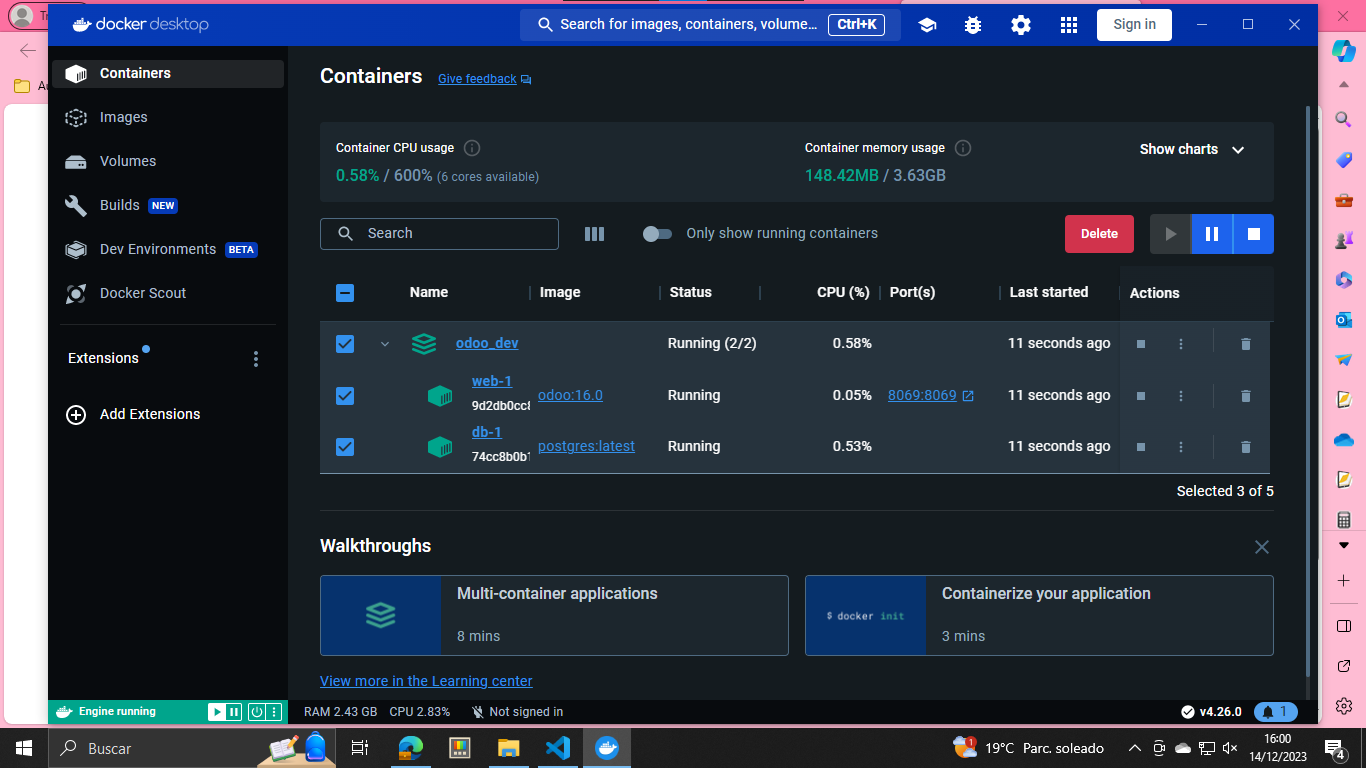 docker desktop
Search for images, containers, volume... Ctrl+K
Sign in
Containers
Images
Volumes
Builds NEW
Dev Environments BETA
Docker Scout
Extensions
Add Extensions
Containers Give feedback
Container CPU usage
0.58% / 600% (6 cores available)
Container memory usage
148.42MB / 3.63GB
Show charts
Search
Only show running containers
Delete
Name Image Status CPU (%) Port(s) Last started Actions
odoo_dev Running (2/2) 0.58% 11 seconds ago
web-1
9d2db0cc8
odoo:16.0 Running 0.05% 8069:8069 11 seconds ago
db-1
74cc8b0b1
postgres:latest Running 0.53% 11 seconds ago
Selected 3 of 5
Walkthroughs
Multi-container applications
8 mins
$ docker init
Containerize your application
3 mins
View more in the Learning center
Engine running
RAM 2.43 GB CPU 2.83% Not signed in
v4.26.0
1
Buscar
1
19°C Parc. soleado
16:00
14/12/2023
4